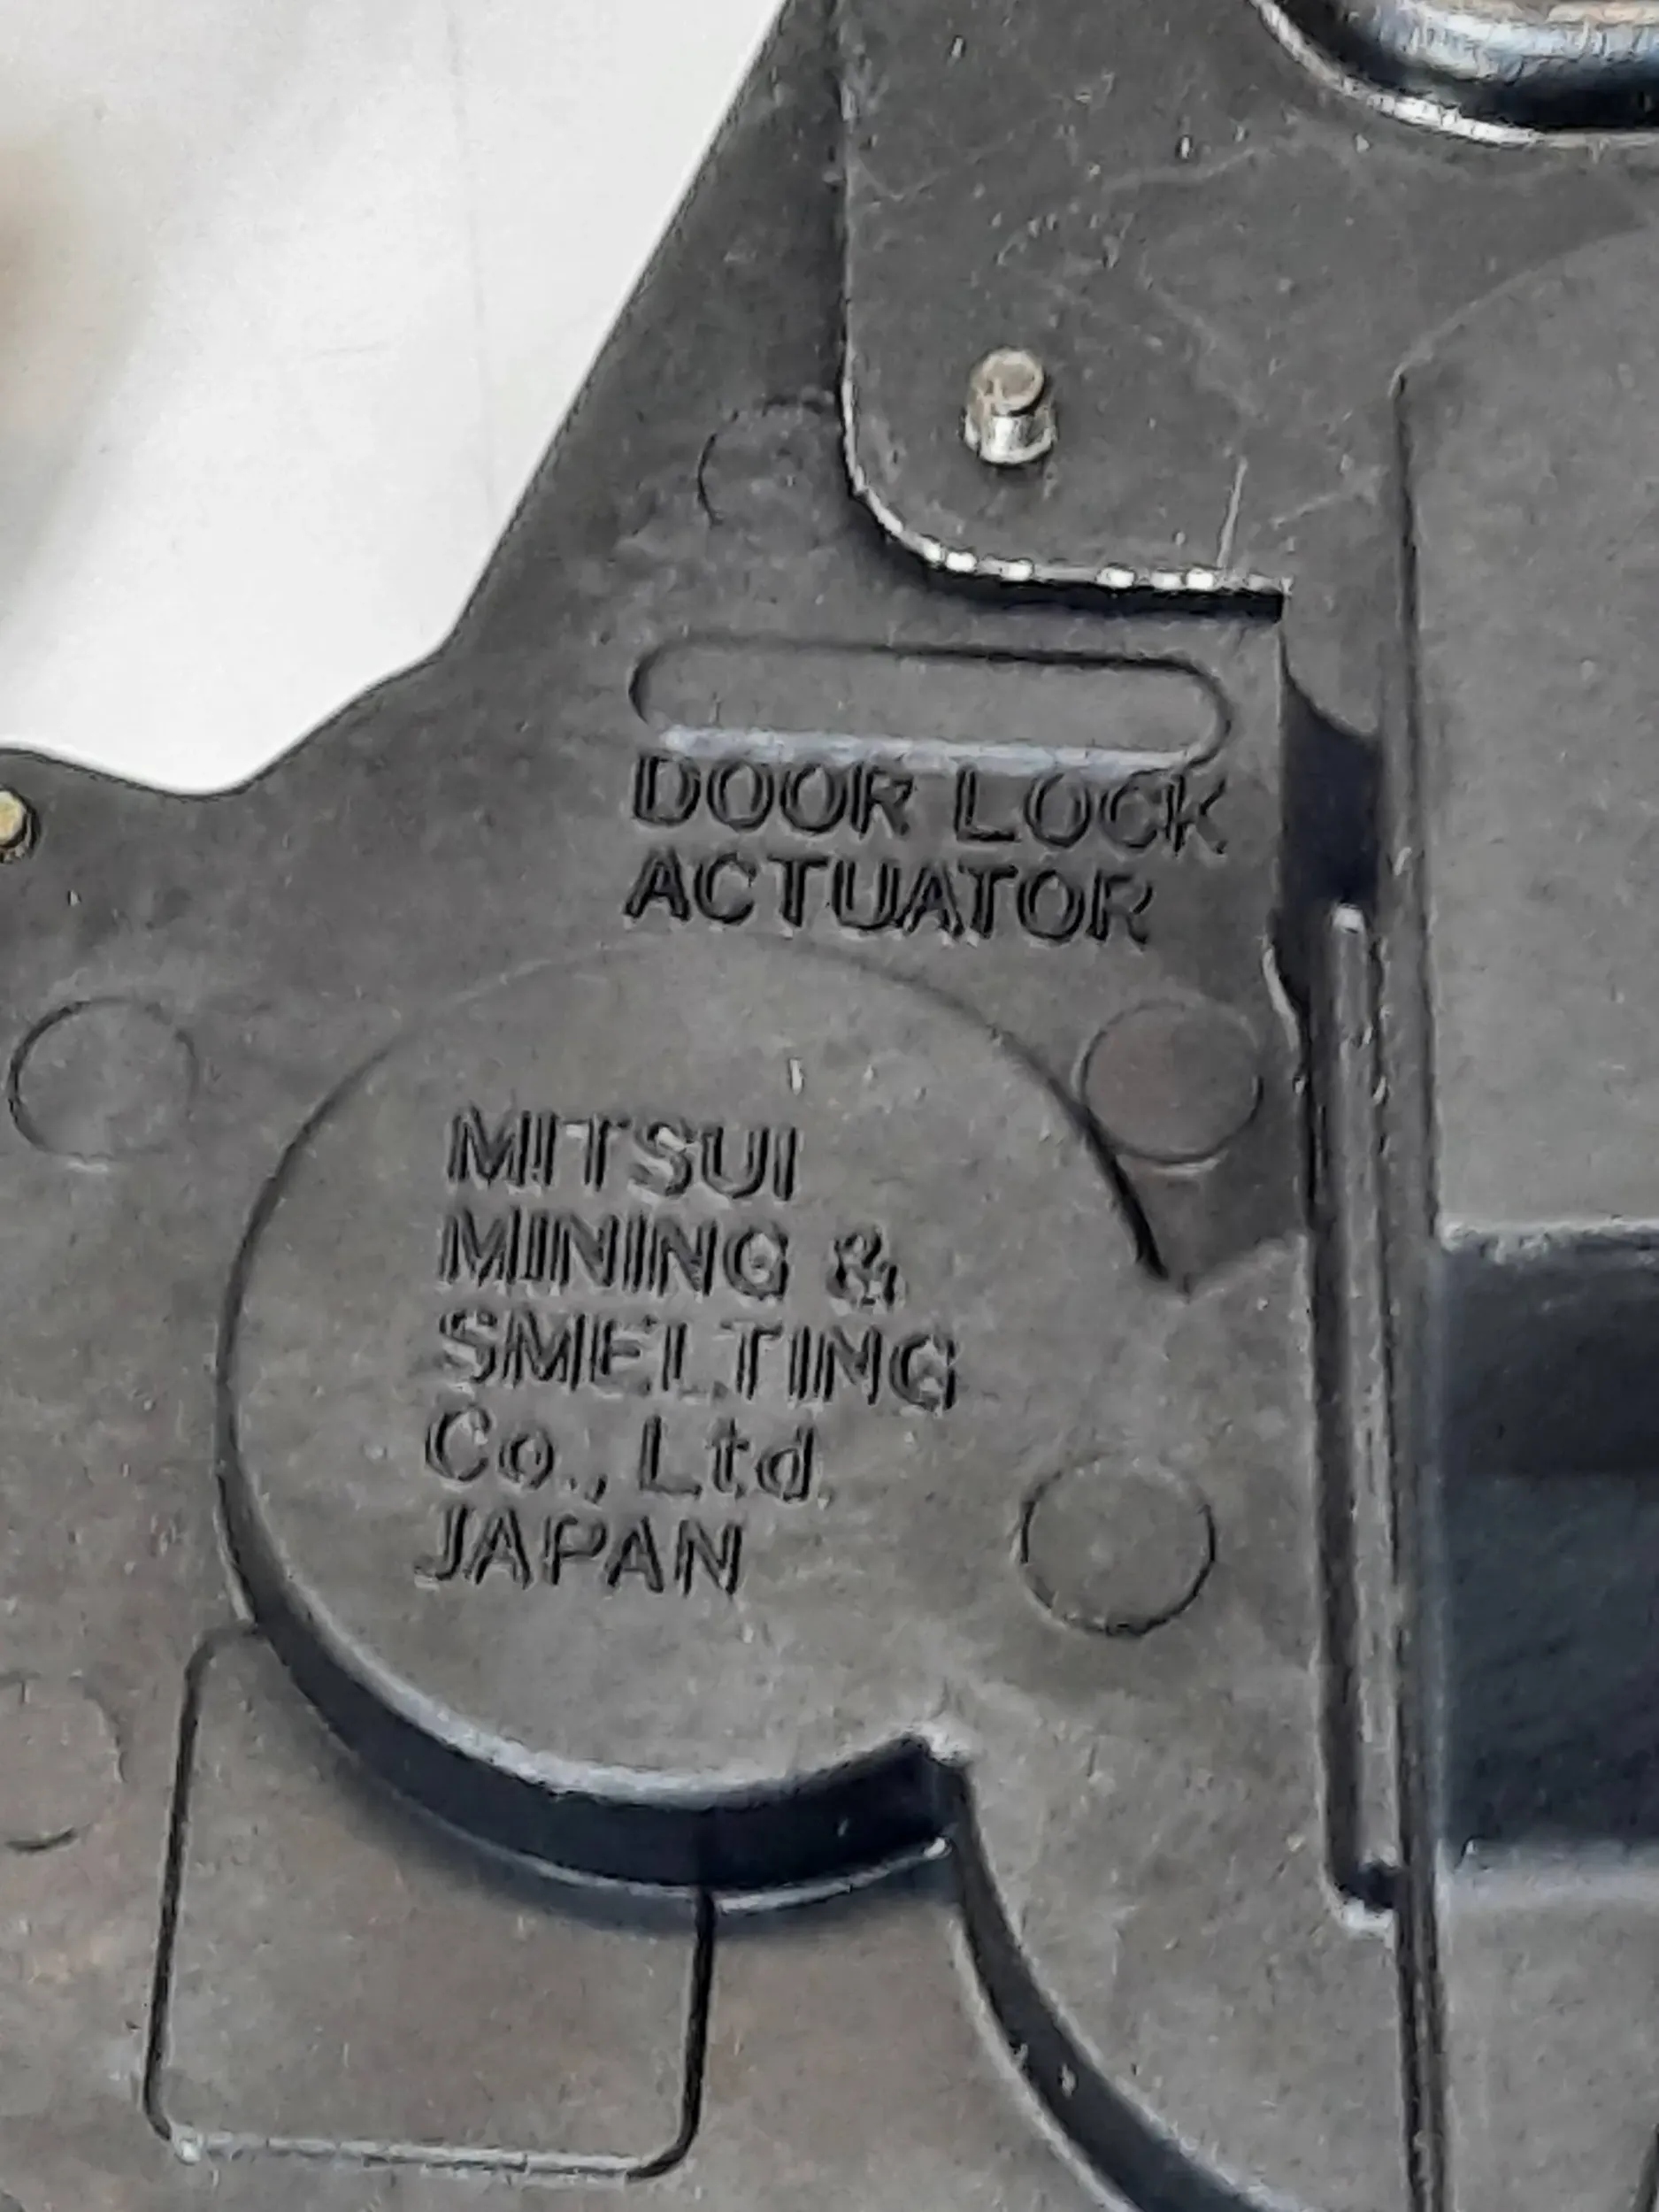 DOOR LOCK
ACTUATOR
MITSUI
MINING &
SMELTING
Co., Ltd.
JAPAN